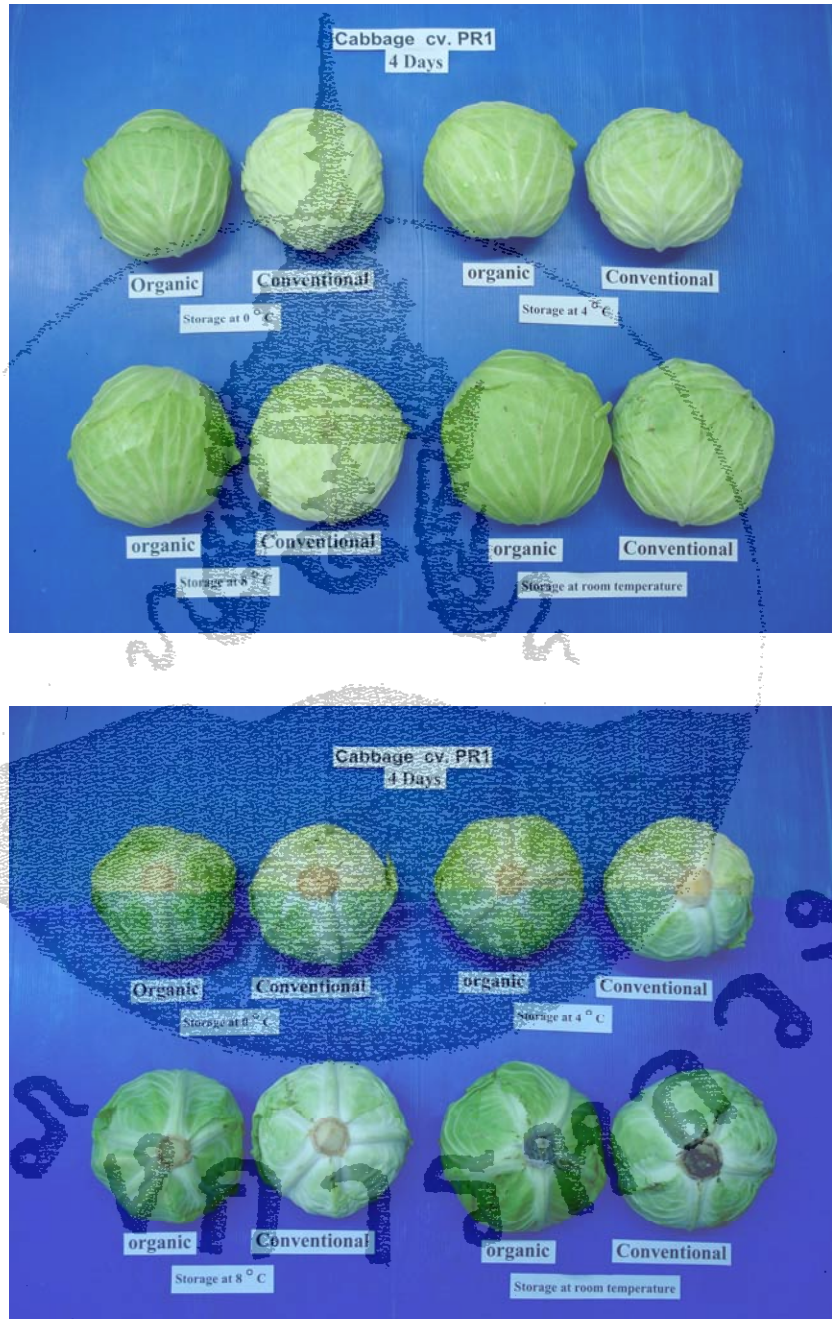 Cabbage cv. PR1
4 Days
Organic Conventional organic Conventional
Storage at 0 °C Storage at 4 °C
organic Conventional organic Conventional
Storage at 8 °C Storage at room temperature
Cabbage cv. PR1
4 Days
Organic Conventional organic Conventional
Storage at 0 °C Storage at 4 °C
organic Conventional organic Conventional
Storage at 8 °C Storage at room temperature